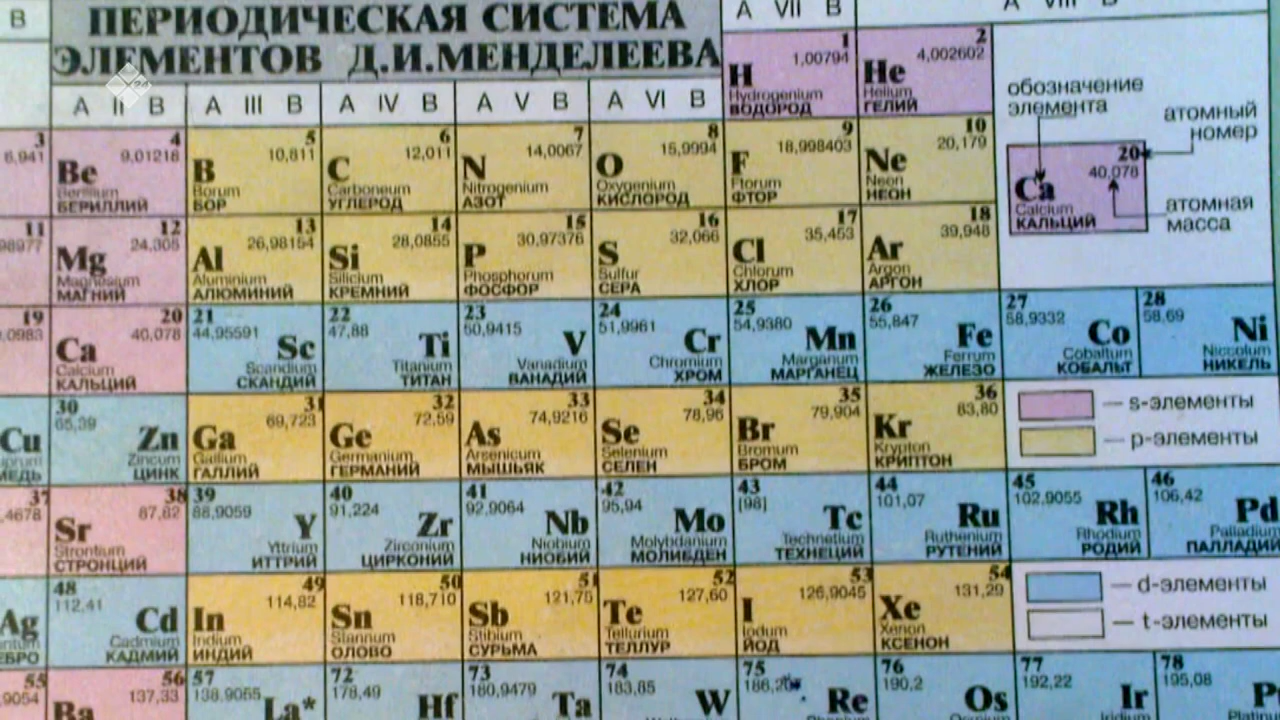 ПЕРИОДИЧЕСКАЯ СИСТЕМА
ЭЛЕМЕНТОВ Д.И.МЕНДЕЛЕЕВА
B
A VII B
A VIII B
A II B
A III B
A IV B
A V B
A VI B
1
1,00794
H
Hydrogenium
ВОДОРОД
2
4,002602
He
Helium
ГЕЛИЙ
обозначение
элемента
атомный
номер
20
40,078
Ca
Calcium
КАЛЬЦИЙ
атомная
масса
3
6,941
4
9,01218
Be
Berillium
БЕРИЛЛИЙ
5
10,811
B
Borum
БОР
6
12,011
C
Carboneum
УГЛЕРОД
7
14,0067
N
Nitrogenium
АЗОТ
8
15,9994
O
Oxygenium
КИСЛОРОД
9
18,998403
F
Ftorum
ФТОР
10
20,179
Ne
Neon
НЕОН
11
98977
12
24,305
Mg
Magnesium
МАГНИЙ
13
26,98154
Al
Aluminium
АЛЮМИНИЙ
14
28,0855
Si
Silicium
КРЕМНИЙ
15
30,97376
P
Phosphorum
ФОСФОР
16
32,066
S
Sulfur
СЕРА
17
35,453
Cl
Chlorum
ХЛОР
18
39,948
Ar
Argon
АРГОН
19
,0983
20
40,078
Ca
Calcium
КАЛЬЦИЙ
21
44,95591
Sc
Scandium
СКАНДИЙ
22
47,88
Ti
Titanium
ТИТАН
23
50,9415
V
Vanadium
ВАНАДИЙ
24
51,9961
Cr
Chromium
ХРОМ
25
54,9380
Mn
Marganum
МАРГАНЕЦ
26
55,847
Fe
Ferrum
ЖЕЛЕЗО
27
58,9332
Co
Cobaltum
КОБАЛЬТ
28
58,69
Ni
Niccolum
НИКЕЛЬ
Cu
prum
МЕДЬ
30
65,39
Zn
Zincum
ЦИНК
31
69,723
Ga
Gallium
ГАЛЛИЙ
32
72,59
Ge
Germanium
ГЕРМАНИЙ
33
74,9216
As
Arsenicum
МЫШЬЯК
34
78,96
Se
Selenium
СЕЛЕН
35
79,904
Br
Bromum
БРОМ
36
83,80
Kr
Krypton
КРИПТОН
— s-элементы
— p-элементы
37
,4678
38
87,62
Sr
Strontium
СТРОНЦИЙ
39
88,9059
Y
Yttrium
ИТТРИЙ
40
91,224
Zr
Zirconium
ЦИРКОНИЙ
41
92,9064
Nb
Niobium
НИОБИЙ
42
95,94
Mo
Molybdanium
МОЛИБДЕН
43
[98]
Tc
Technetium
ТЕХНЕЦИЙ
44
101,07
Ru
Ruthenium
РУТЕНИЙ
45
102,9055
Rh
Rhodium
РОДИЙ
46
106,42
Pd
Palladium
ПАЛЛАДИЙ
Ag
ntum
ЕБРО
48
112,41
Cd
Cadmium
КАДМИЙ
49
114,82
In
Indium
ИНДИЙ
50
118,710
Sn
Stannum
ОЛОВО
51
121,75
Sb
Stibium
СУРЬМА
52
127,60
Te
Tellurium
ТЕЛЛУР
53
126,9045
I
Iodum
ЙОД
54
131,29
Xe
Xenon
КСЕНОН
— d-элементы
— t-элементы
55
,9054
56
137,33
Ba
57
138,9055
La*
72
178,49
Hf
73
180,9479
Ta
74
183,85
W
75
Re
76
190,2
Os
77
192,22
Ir
78
195,08